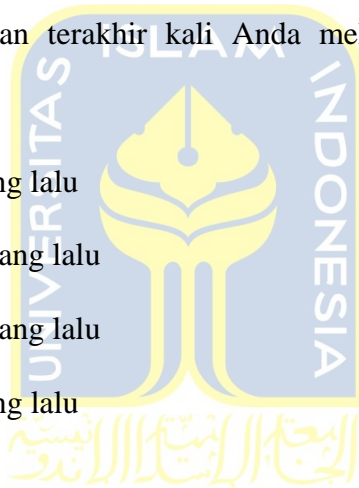 an terakhir kali Anda me
ISLAM
UNIVERSITAS
INDONESIA
ng lalu
ang lalu
ang lalu
ng lalu